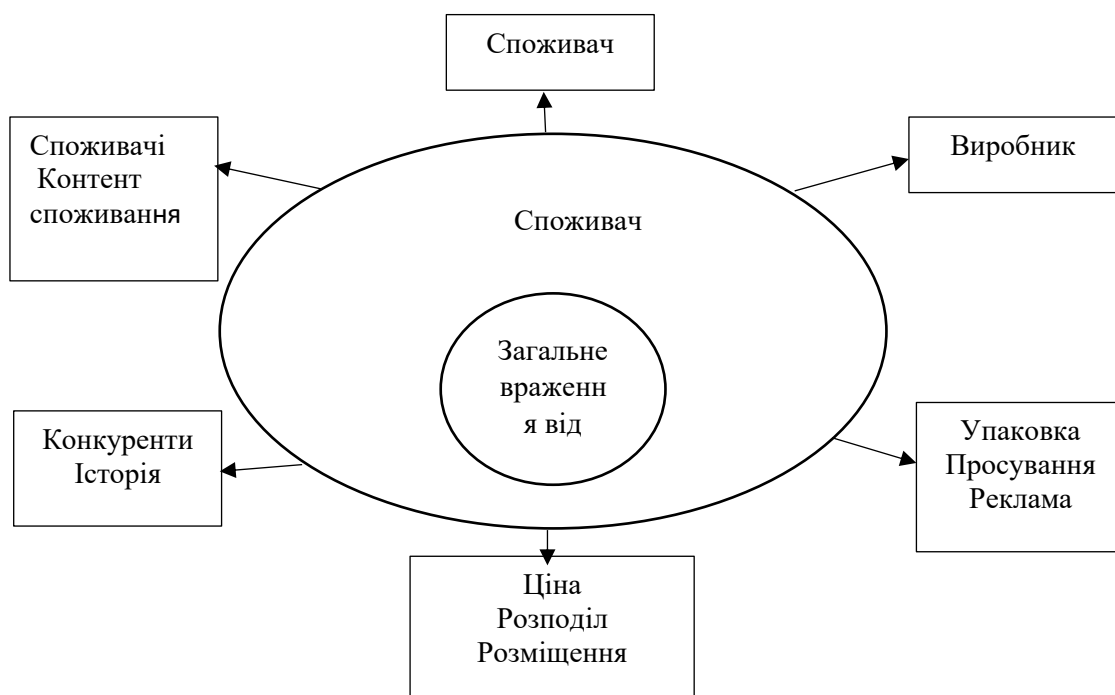 Споживач
Споживачі
Контент
споживання
Виробник
Споживач
Загальне
враженн
я від
Конкуренти
Історія
Упаковка
Просування
Реклама
Ціна
Розподіл
Розміщення